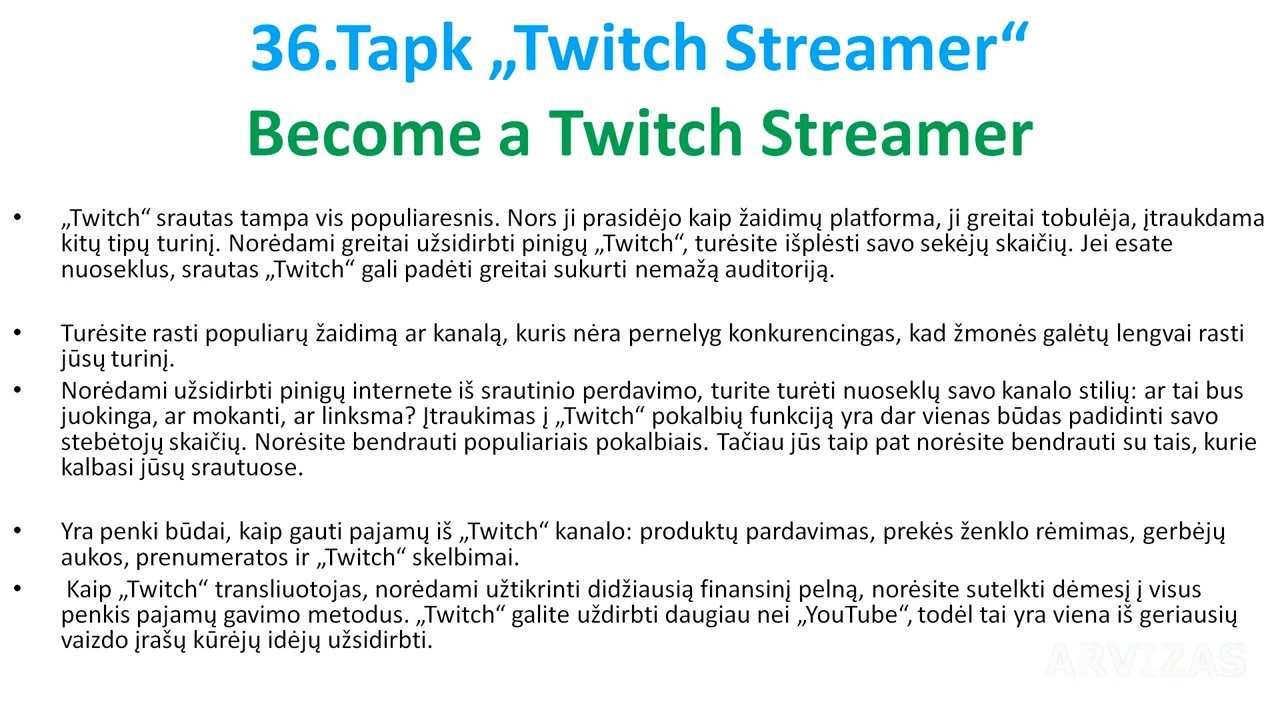 36.Tapk „Twitch Streamer“
Become a Twitch Streamer
• „Twitch“ srautas tampa vis populiaresnis. Nors ji prasidėjo kaip žaidimų platforma, ji greitai tobulėja, įtraukdama
kitų tipų turinį. Norėdami greitai užsidirbti pinigų „Twitch“, turėsite išplėsti savo sekėjų skaičių. Jei esate
nuoseklus, srautas „Twitch“ gali padėti greitai sukurti nemažą auditoriją.
• Turėsite rasti populiarų žaidimą ar kanalą, kuris nėra pernelyg konkurencingas, kad žmonės galėtų lengvai rasti
jūsų turinį.
• Norėdami užsidirbti pinigų internete iš srautinio perdavimo, turite turėti nuoseklų savo kanalo stilių: ar tai bus
juokinga, ar mokanti, ar linksma? Įtraukimas į „Twitch“ pokalbių funkciją yra dar vienas būdas padidinti savo
stebėtojų skaičių. Norėsite bendrauti populiariais pokalbiais. Tačiau jūs taip pat norėsite bendrauti su tais, kurie
kalbasi jūsų srautuose.
• Yra penki būdai, kaip gauti pajamų iš „Twitch“ kanalo: produktų pardavimas, prekės ženklo rėmimas, gerbėjų
aukos, prenumeratos ir „Twitch“ skelbimai.
• Kaip „Twitch“ transliuotojas, norėdami užtikrinti didžiausią finansinį pelną, norėsite sutelkti dėmesį į visus
penkis pajamų gavimo metodus. „Twitch“ galite uždirbti daugiau nei „YouTube“, todėl tai yra viena iš geriausių
vaizdo įrašų kūrėjų idėjų užsidirbti.
ARVIZAS